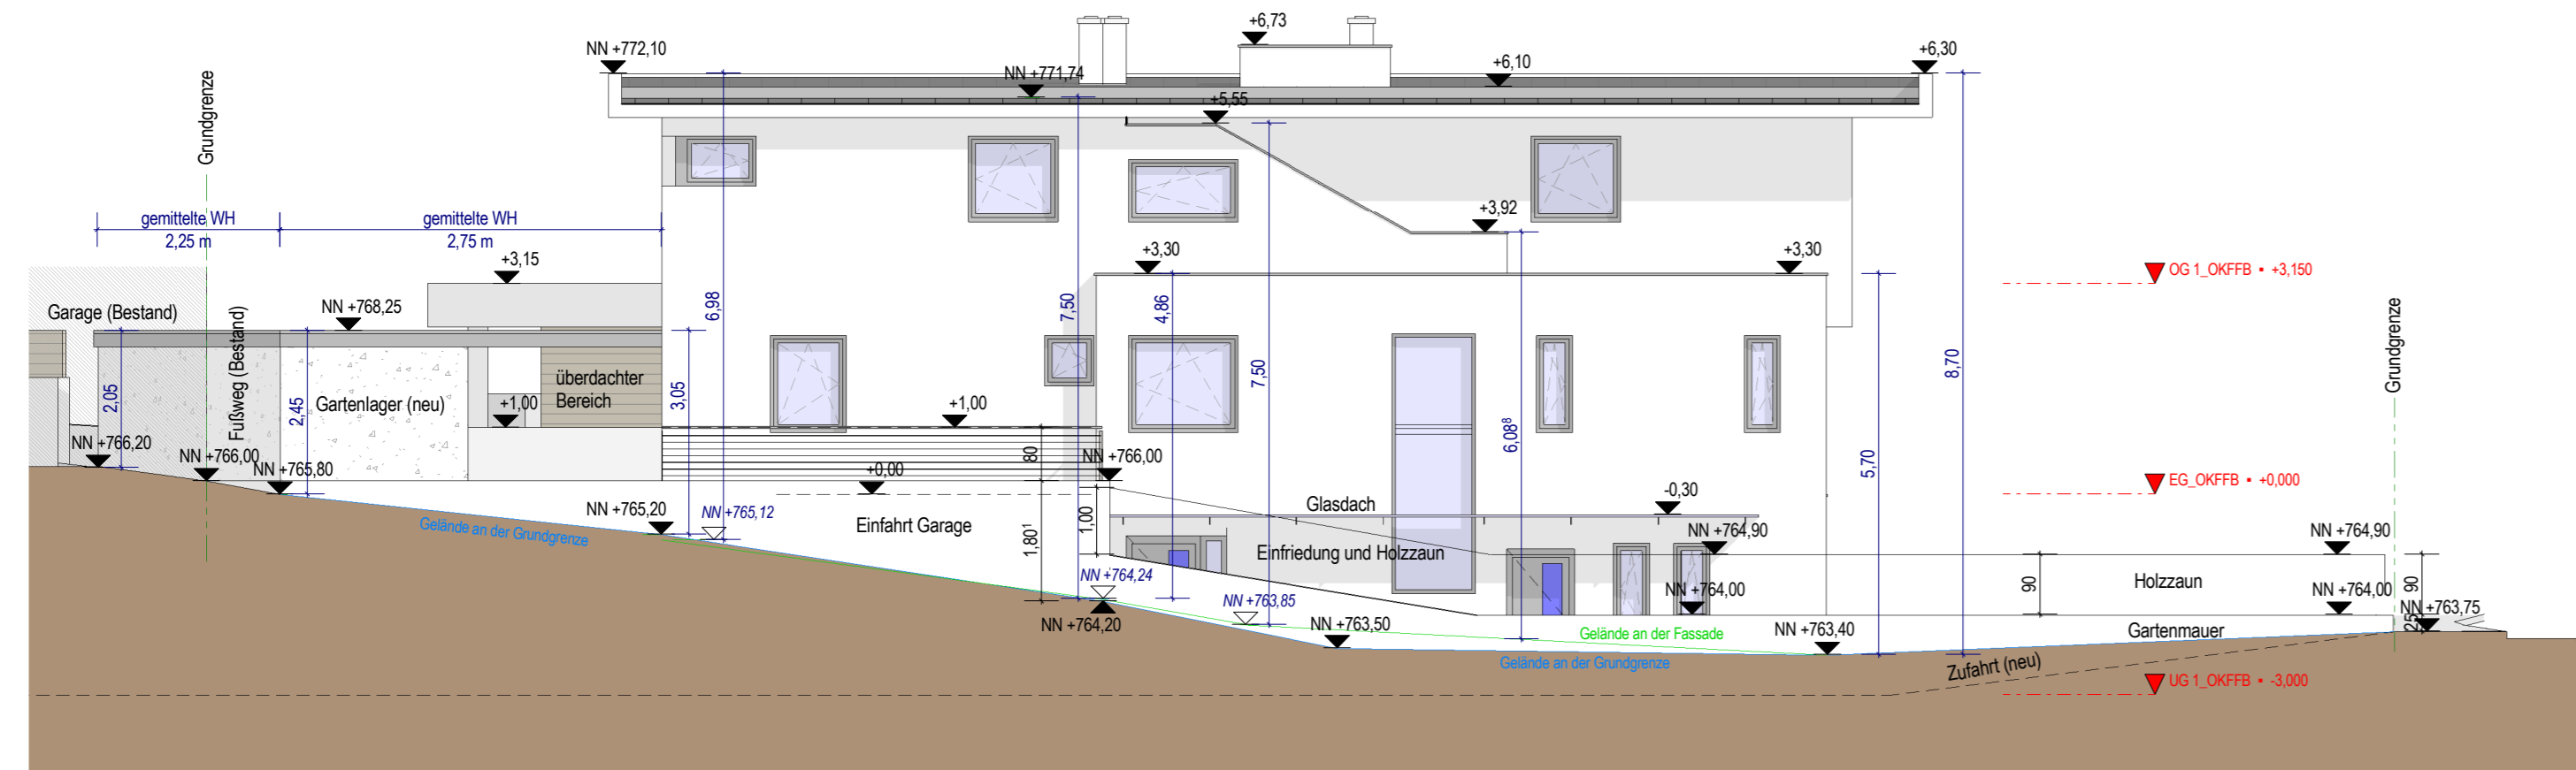 +6,73
NN +772,10
+6,30
+6,10
NN +771,74
+5,55
Grundgrenze
gemittelte WH
2,25 m
gemittelte WH
2,75 m
+3,92
+3,30
+3,30
+3,15
OG 1_OKFFB ▪ +3,150
Garage (Bestand)
NN +768,25
Fußweg (Bestand)
6,98
7,50
4,86
7,50
8,70
Grundgrenze
überdachter
Bereich
Gartenlager (neu)
2,05
2,45
3,05
+1,00
+1,00
6,08⁸
5,70
NN +766,20
NN +766,00
NN +765,80
80
NN +766,00
+0,00
EG_OKFFB ▪ +0,000
-0,30
Glasdach
NN +765,20
NN +765,12
Gelände an der Grundgrenze
Einfahrt Garage
1,80¹
1,00
Einfriedung und Holzzaun
NN +764,90
NN +764,90
NN +764,24
NN +764,00
90
Holzzaun
90
NN +764,00
NN +763,85
NN +763,75
25
NN +764,20
NN +763,50
Gelände an der Fassade
NN +763,40
Gartenmauer
Gelände an der Grundgrenze
Zufahrt (neu)
UG 1_OKFFB ▪ -3,000